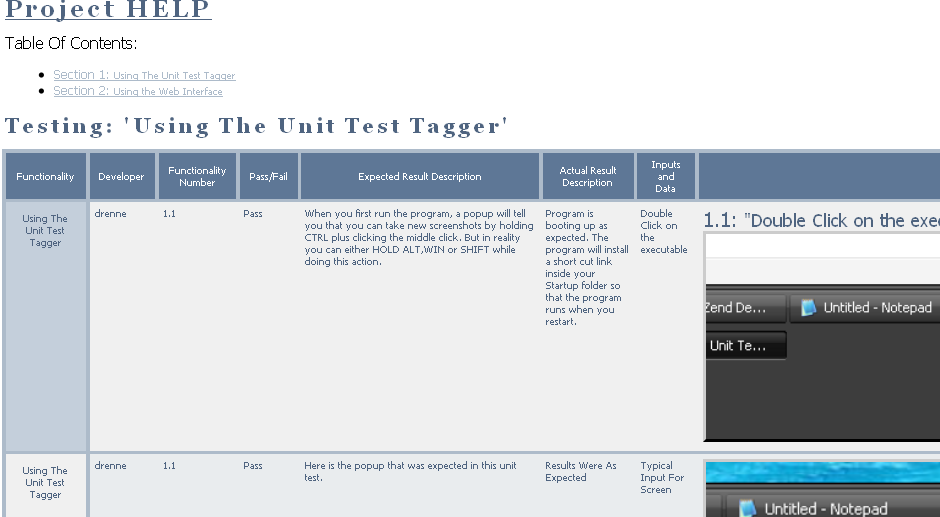 Project HELP
Table Of Contents:
Section 1: Using The Unit Test Tagger
Section 2: Using the Web Interface
Testing: 'Using The Unit Test Tagger'
Functionality
Developer
Functionality
Number
Pass/Fail
Expected Result Description
Actual Result
Description
Inputs
and
Data
Using The
Unit Test
Tagger
drenne
1.1
Pass
When you first run the program, a popup will tell
you that you can take new screenshots by holding
CTRL plus clicking the middle click. But in reality
you can either HOLD ALT,WIN or SHIFT while
doing this action.
Program is
booting up as
expected. The
program will install
a short cut link
inside your
Startup folder so
that the program
runs when you
restart.
Double
Click on
the
executable
1.1: "Double Click on the exec
Zend De...
Untitled - Notepad
Unit Te...
Using The
Unit Test
Tagger
drenne
1.1
Pass
Here is the popup that was expected in this unit
test.
Results Were As
Expected
Typical
Input For
Screen
Untitled - Notepad